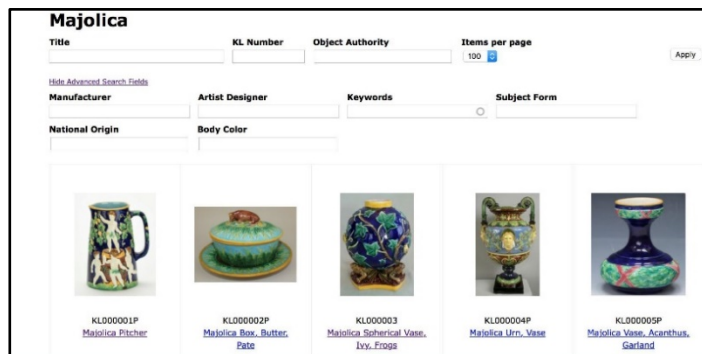 Majolica
Title KL Number Object Authority Items per page
100 Apply
Hide Advanced Search Fields
Manufacturer Artist Designer Keywords Subject Form
National Origin Body Color
KL000001P KL000002P KL000003 KL000004P KL000005P
Majolica Pitcher Majolica Box, Butter, Majolica Spherical Vase, Majolica Urn, Vase Majolica Vase, Acanthus,
Pate Ivy, Frogs Garland